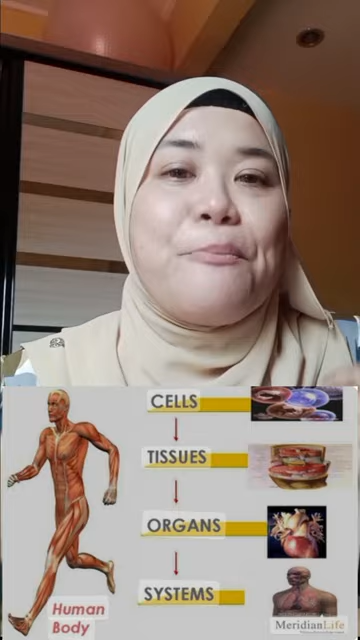 CELLS
TISSUES
ORGANS
SYSTEMS
Human
Body
MeridianLife